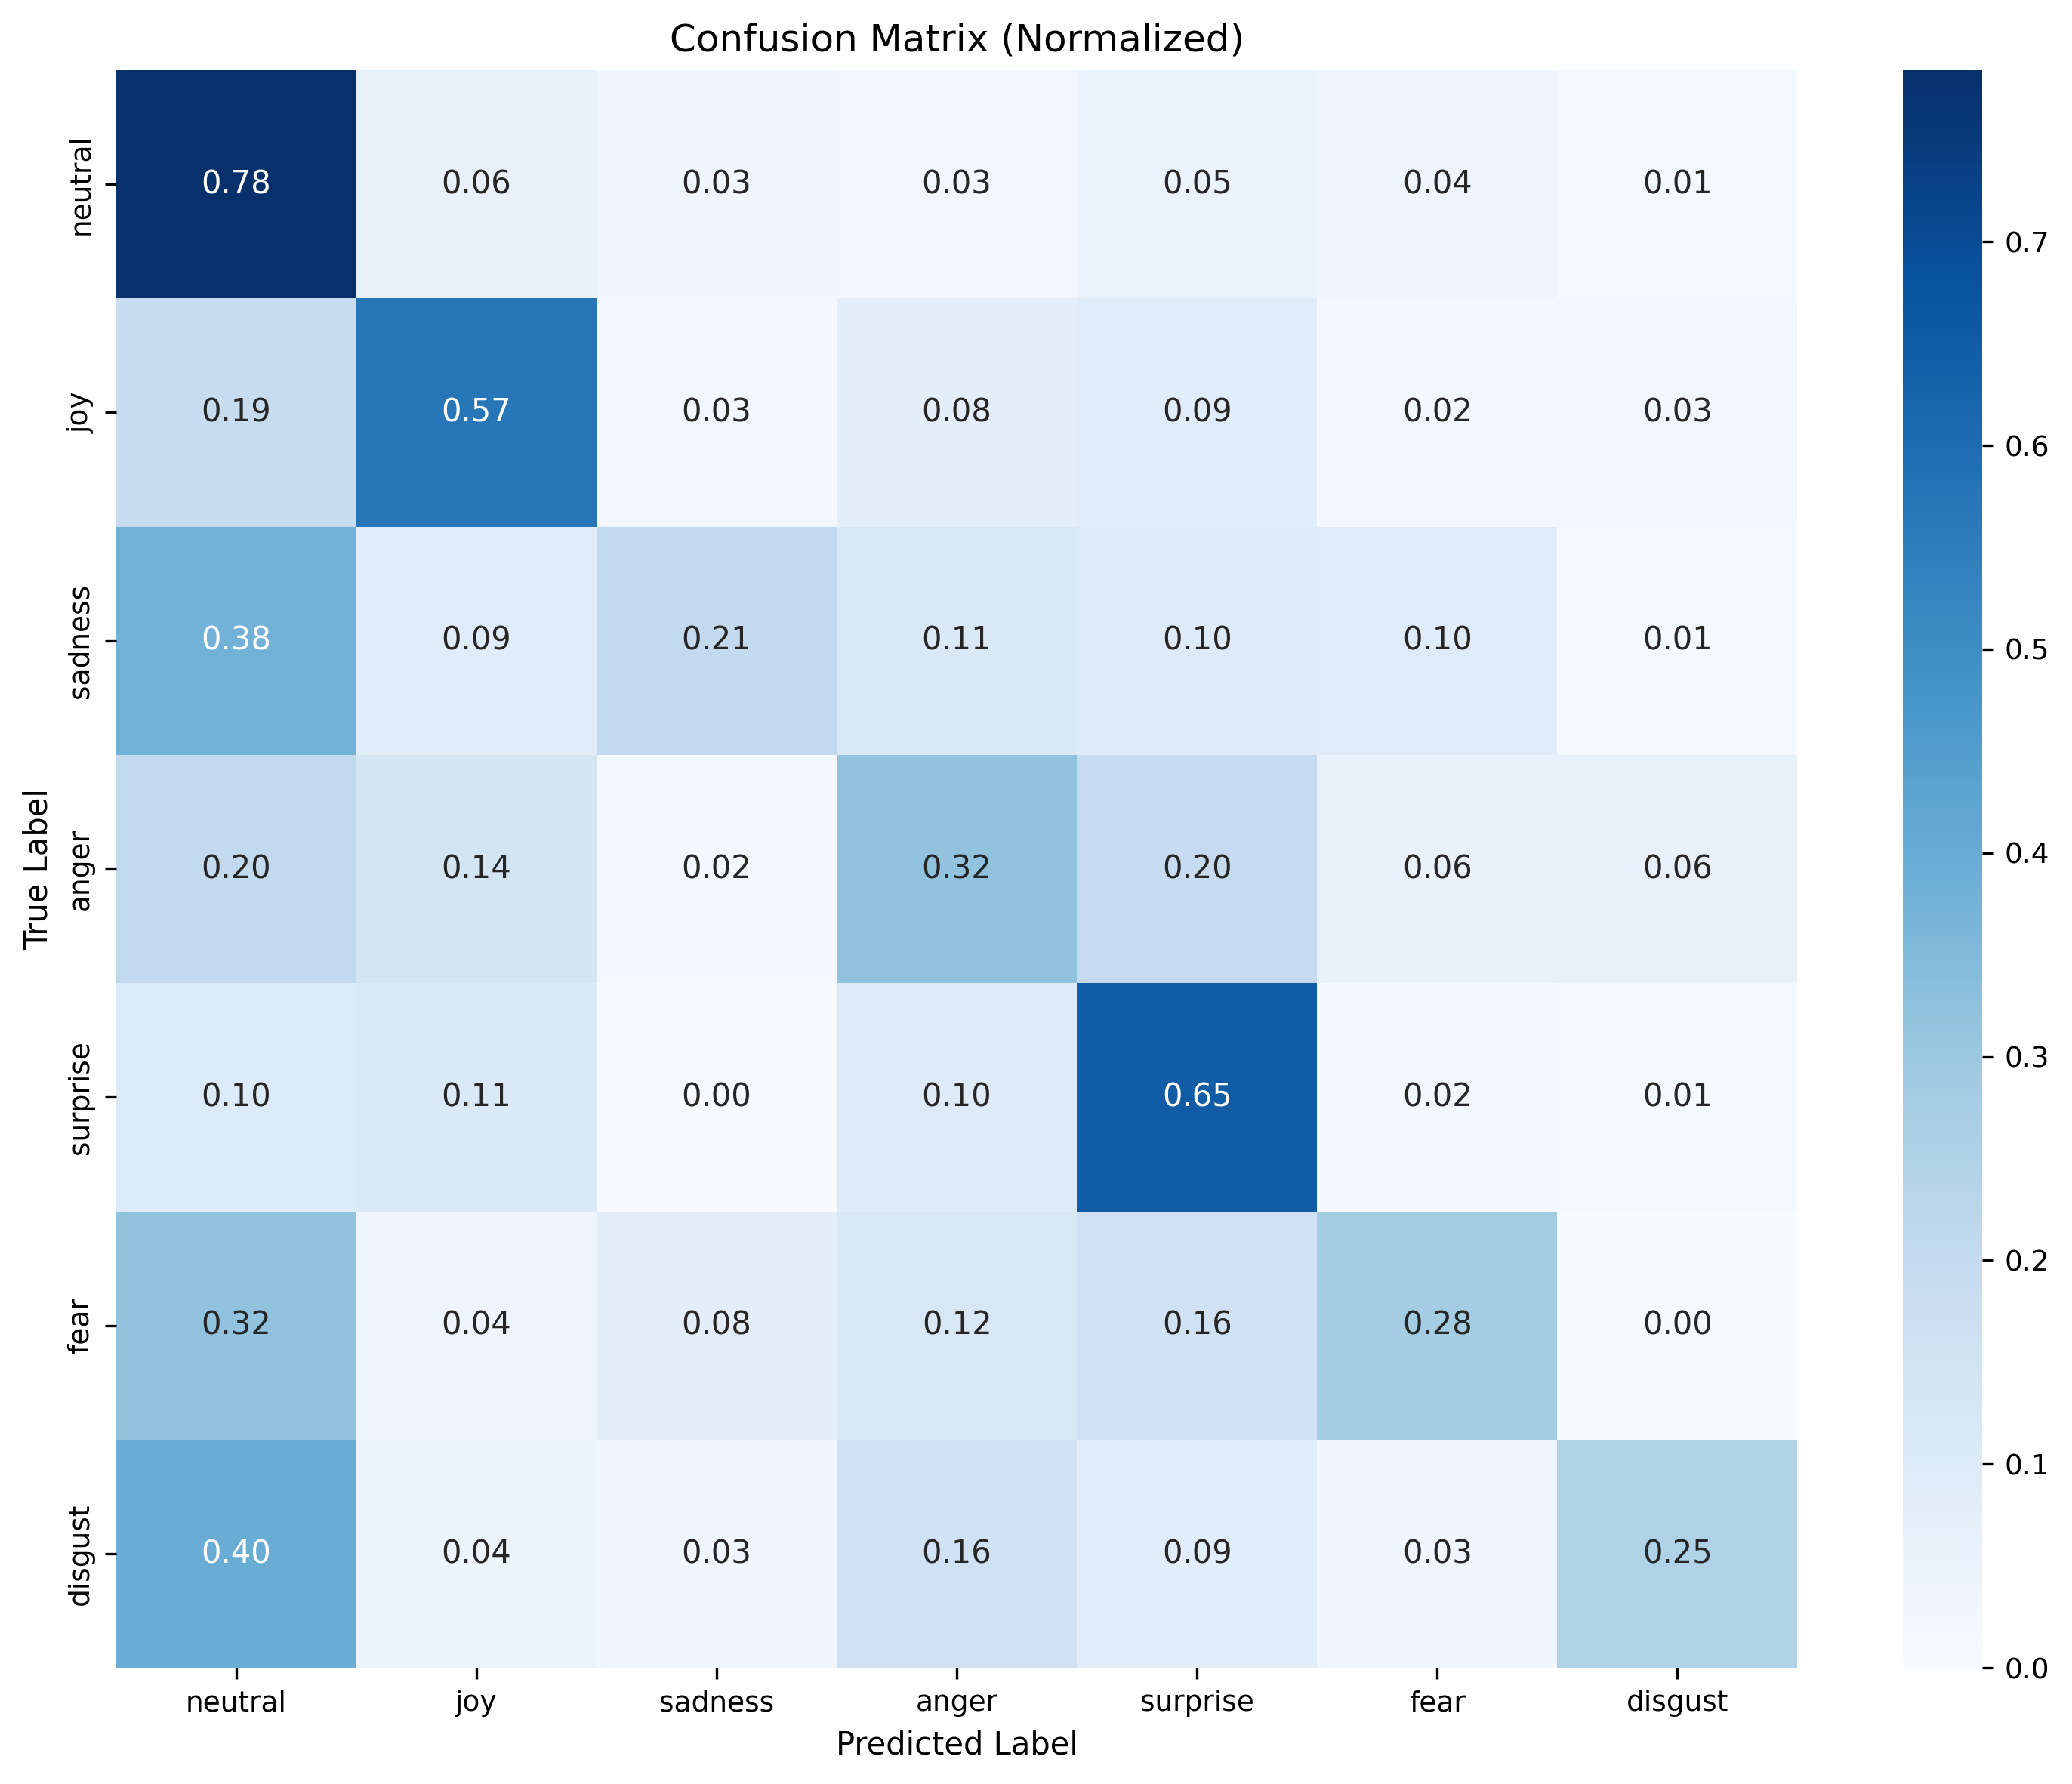 Confusion Matrix (Normalized)
True Label
neutral 0.78 0.06 0.03 0.03 0.05 0.04 0.01
joy 0.19 0.57 0.03 0.08 0.09 0.02 0.03
sadness 0.38 0.09 0.21 0.11 0.10 0.10 0.01
anger 0.20 0.14 0.02 0.32 0.20 0.06 0.06
surprise 0.10 0.11 0.00 0.10 0.65 0.02 0.01
fear 0.32 0.04 0.08 0.12 0.16 0.28 0.00
disgust 0.40 0.04 0.03 0.16 0.09 0.03 0.25
neutral joy sadness anger surprise fear disgust
Predicted Label
0.7
0.6
0.5
0.4
0.3
0.2
0.1
0.0